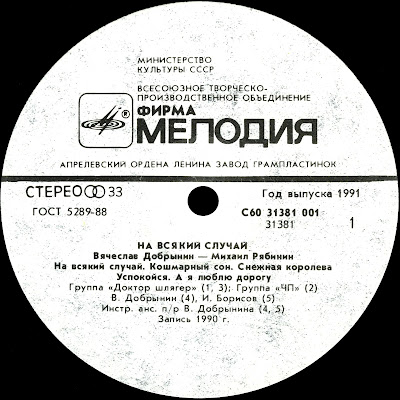 МИНИСТЕРСТВО
КУЛЬТУРЫ СССР
ВСЕСОЮЗНОЕ ТВОРЧЕСКО-
ПРОИЗВОДСТВЕННОЕ ОБЪЕДИНЕНИЕ
ФИРМА
МЕЛОДИЯ
®
АПРЕЛЕВСКИЙ ОРДЕНА ЛЕНИНА ЗАВОД ГРАМПЛАСТИНОК
СТЕРЕО 33
Год выпуска 1991
ГОСТ 5289-88
С60 31381 001
31381
1
НА ВСЯКИЙ СЛУЧАЙ
Вячеслав Добрынин — Михаил Рябинин
На всякий случай. Кошмарный сон. Снежная королева
Успокойся. А я люблю дорогу
Группа «Доктор шлягер» (1, 3); Группа «ЧП» (2)
В. Добрынин (4), И. Борисов (5)
Инстр. анс. п/р В. Добрынина (4, 5)
Запись 1990 г.